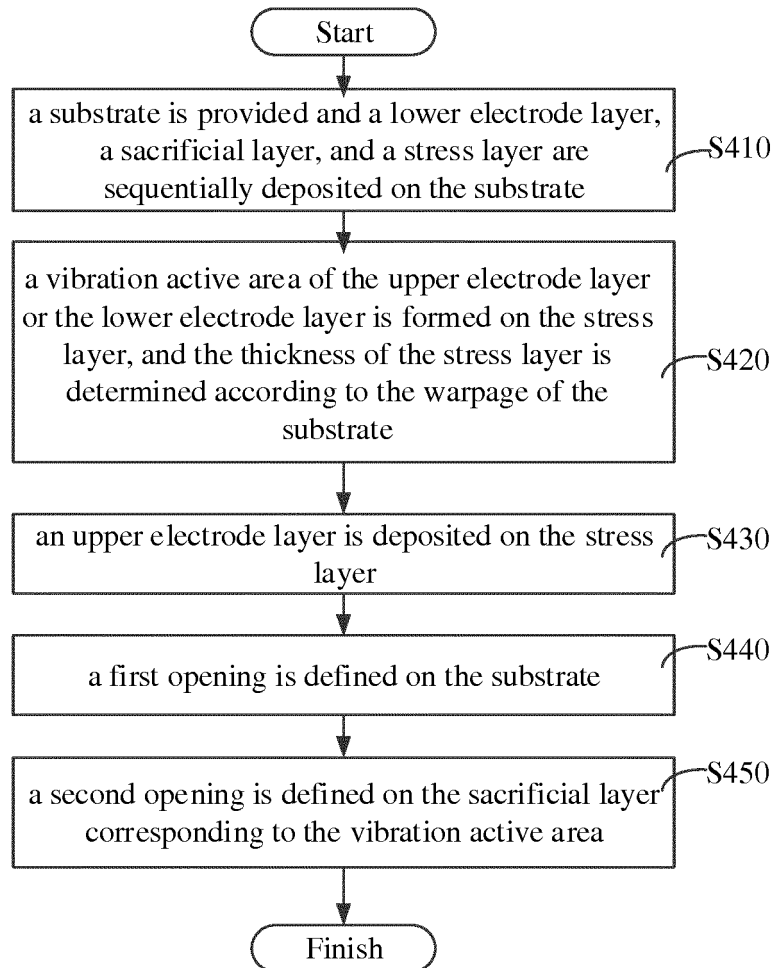 Start
a substrate is provided and a lower electrode layer,
a sacrificial layer, and a stress layer are
sequentially deposited on the substrate
S410
a vibration active area of the upper electrode layer
or the lower electrode layer is formed on the stress
layer, and the thickness of the stress layer is
determined according to the warpage of the
substrate
S420
an upper electrode layer is deposited on the stress
layer
S430
a first opening is defined on the substrate
S440
a second opening is defined on the sacrificial layer
corresponding to the vibration active area
S450
Finish